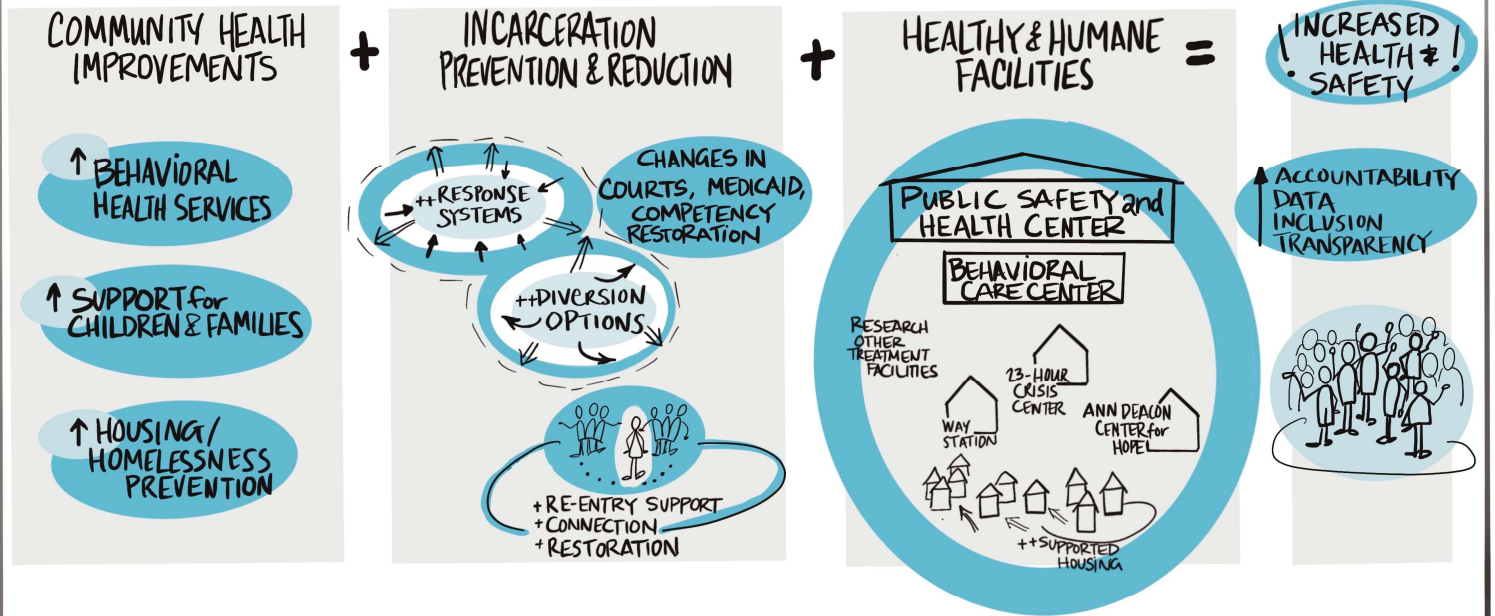 COMMUNITY HEALTH
IMPROVEMENTS
+
INCARCERATION
PREVENTION & REDUCTION
+
HEALTHY & HUMANE
FACILITIES
=
! INCREASED
HEALTH & !
SAFETY
↑ BEHAVIORAL
HEALTH SERVICES
↑ SUPPORT for
CHILDREN & FAMILIES
↑ HOUSING/
HOMELESSNESS
PREVENTION
++RESPONSE
SYSTEMS
CHANGES IN
COURTS, MEDICAID,
COMPETENCY
RESTORATION
++DIVERSION
OPTIONS
+ RE-ENTRY SUPPORT
+ CONNECTION
+ RESTORATION
PUBLIC SAFETY and
HEALTH CENTER
BEHAVIORAL
CARE CENTER
RESEARCH
OTHER
TREATMENT
FACILITIES
23-HOUR
CRISIS
CENTER
WAY
STATION
ANN DEACON
CENTER for
HOPE
++SUPPORTED
HOUSING
↑ ACCOUNTABILITY
DATA
INCLUSION
TRANSPARENCY